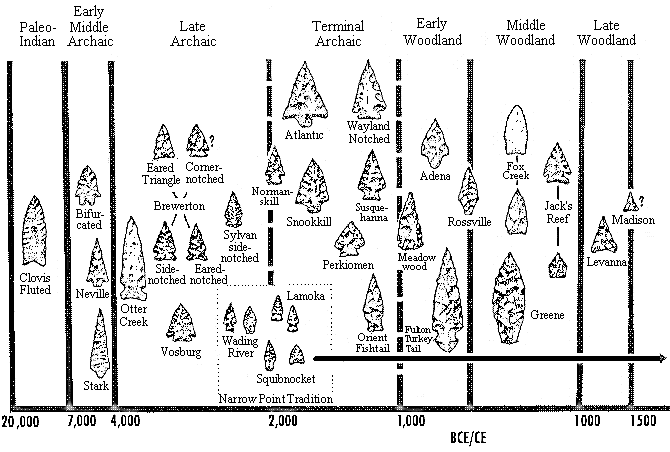 Paleo-
Indian
Early
Middle
Archaic
Late
Archaic
Terminal
Archaic
Early
Woodland
Middle
Woodland
Late
Woodland
Clovis
Fluted
Bifur-
cated
Neville
Stark
Otter
Creek
Eared
Triangle
Corner-
notched
?
Brewerton
Side-
notched
Eared-
notched
Vosburg
Sylvan
side-
notched
Wading
River
Lamoka
Squibnocket
Narrow Point Tradition
Atlantic
Wayland
Notched
Norman-
skill
Snookkill
Susque-
hanna
Perkiomen
Orient
Fishtail
Meadow
wood
Adena
Rossville
Fulton
Turkey
Tail
Fox
Creek
Jack's
Reef
Greene
Levanna
Madison
?
20,000
7,000
4,000
2,000
1,000
1000
1500
BCE/CE